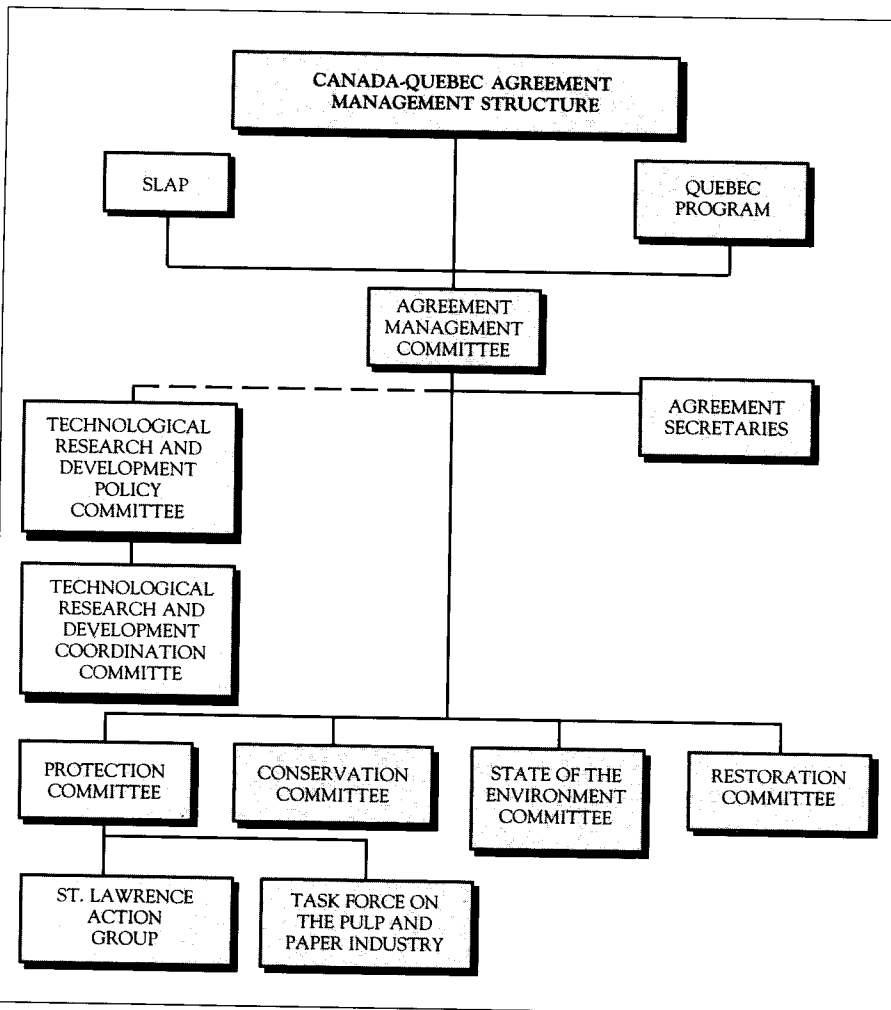 CANADA-QUEBEC AGREEMENT
MANAGEMENT STRUCTURE
SLAP
QUEBEC
PROGRAM
AGREEMENT
MANAGEMENT
COMMITTEE
TECHNOLOGICAL
RESEARCH AND
DEVELOPMENT
POLICY
COMMITTEE
AGREEMENT
SECRETARIES
TECHNOLOGICAL
RESEARCH AND
DEVELOPMENT
COORDINATION
COMMITTE
PROTECTION
COMMITTEE
CONSERVATION
COMMITTEE
STATE OF THE
ENVIRONMENT
COMMITTEE
RESTORATION
COMMITTEE
ST. LAWRENCE
ACTION
GROUP
TASK FORCE ON
THE PULP AND
PAPER INDUSTRY